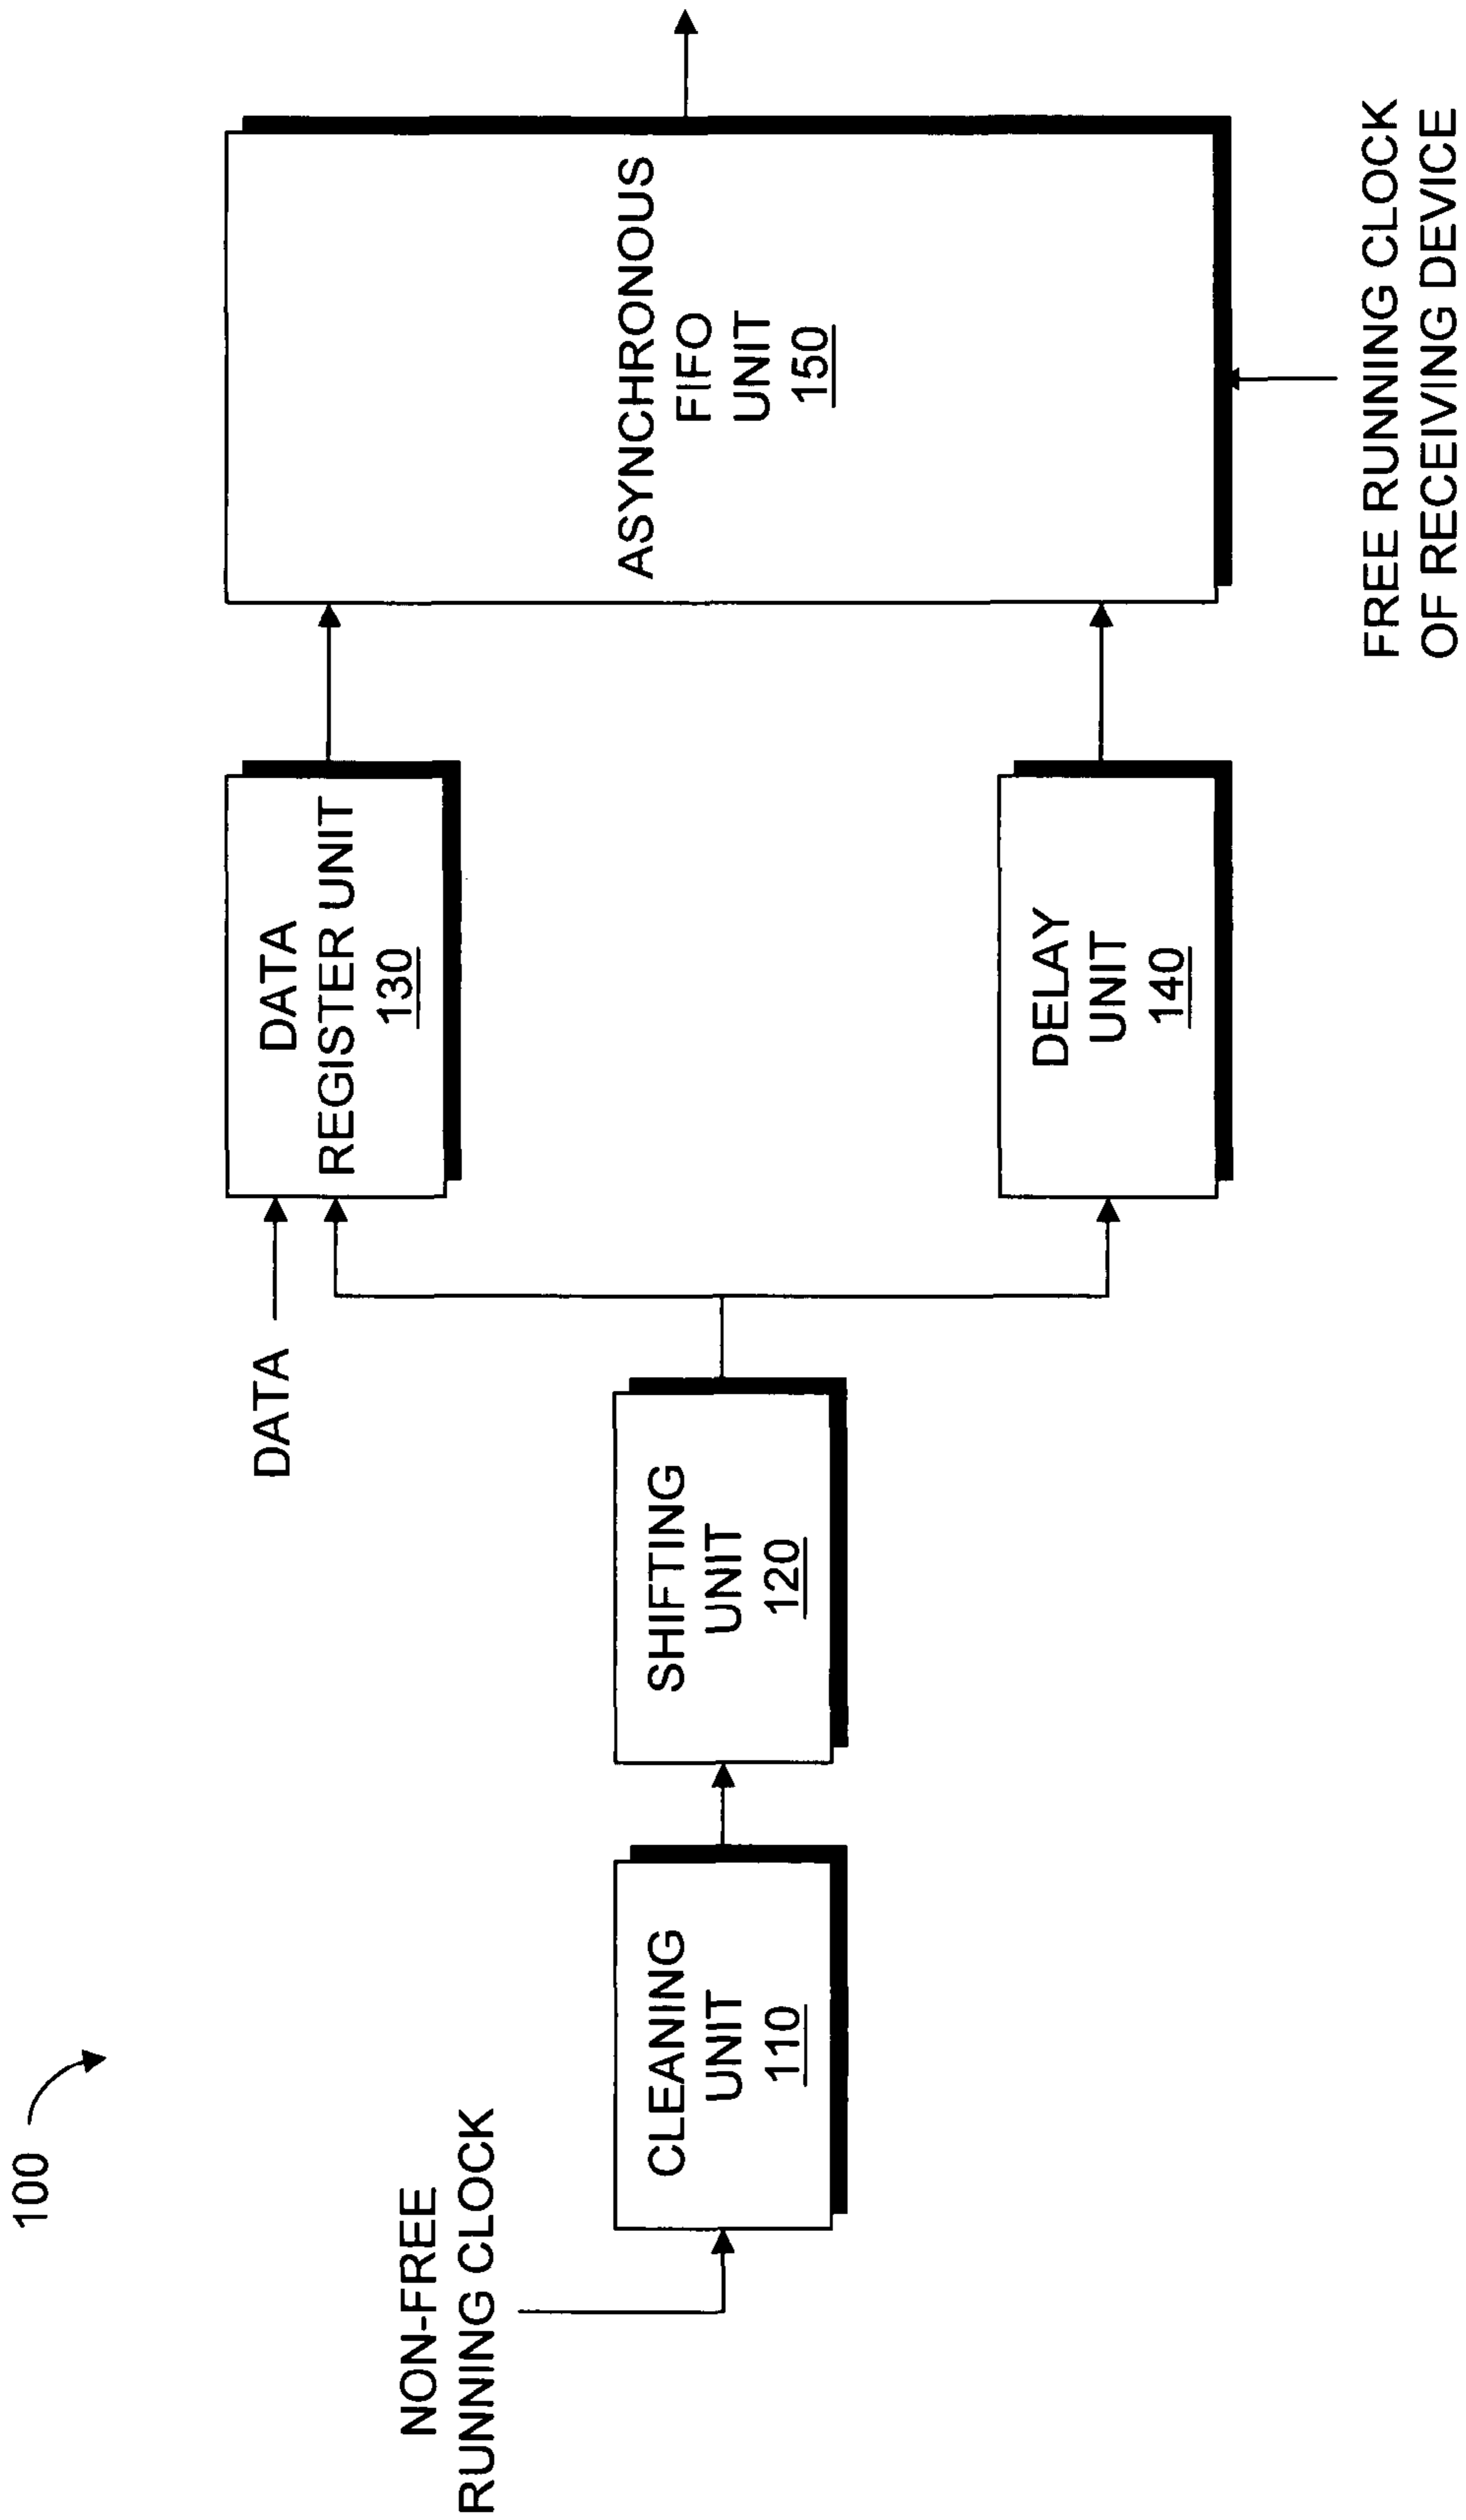 100
NON-FREE
RUNNING CLOCK
CLEANING
UNIT
110
SHIFTING
UNIT
120
DATA
DATA
REGISTER UNIT
130
DELAY
UNIT
140
ASYNCHRONOUS
FIFO
UNIT
150
FREE RUNNING CLOCK
OF RECEIVING DEVICE